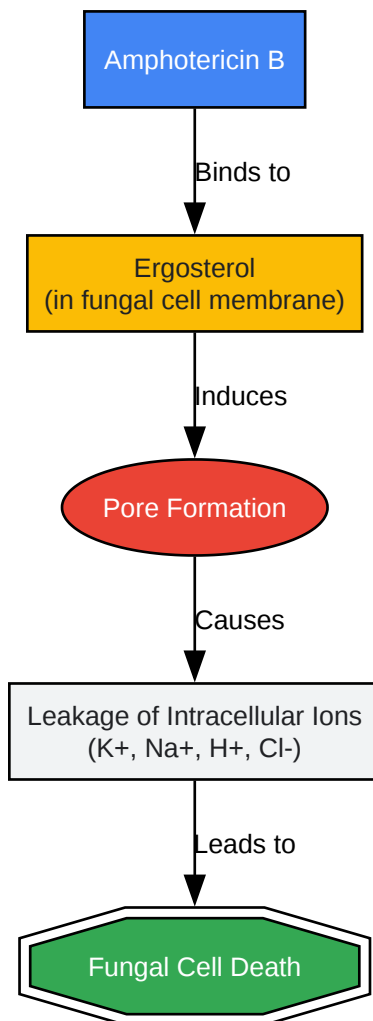 Amphotericin B
Binds to
Ergosterol
(in fungal cell membrane)
Induces
Pore Formation
Causes
Leakage of Intracellular Ions
(K+, Na+, H+, Cl-)
Leads to
Fungal Cell Death